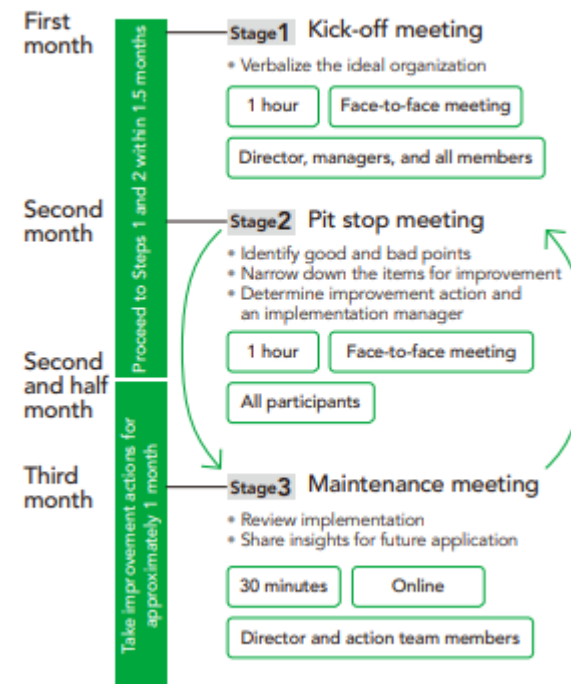 First
month
Stage1 Kick-off meeting
• Verbalize the ideal organization
1 hour
Face-to-face meeting
Director, managers, and all members
Proceed to Steps 1 and 2 within 1.5 months
Second
month
Stage2 Pit stop meeting
• Identify good and bad points
• Narrow down the items for improvement
• Determine improvement action and
an implementation manager
1 hour
Face-to-face meeting
All participants
Second
and half
month
Take improvement actions for
approximately 1 month
Third
month
Stage3 Maintenance meeting
• Review implementation
• Share insights for future application
30 minutes
Online
Director and action team members